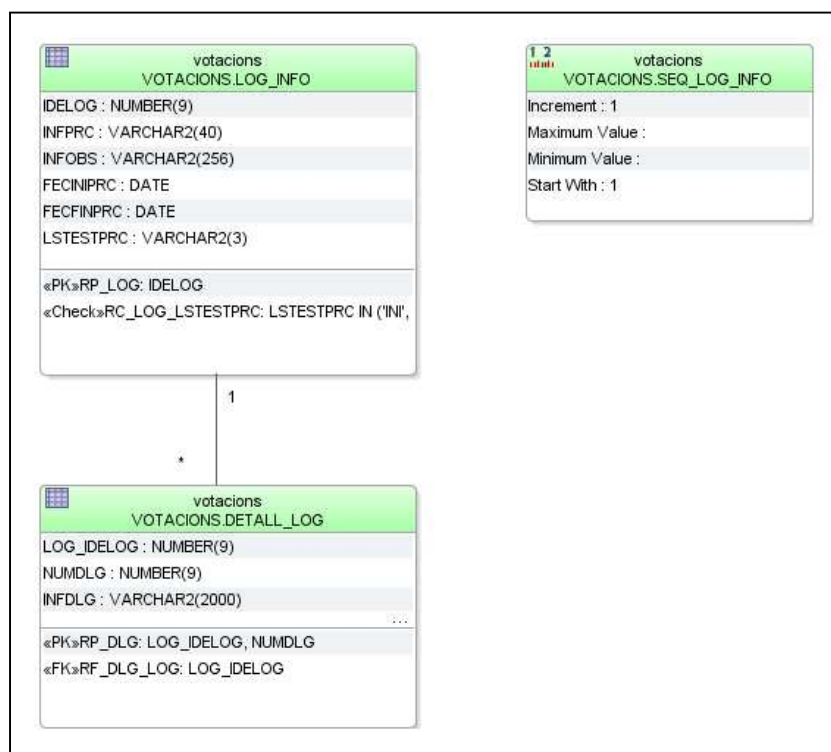 votacions
VOTACIONS.LOG_INFO
IDELOG : NUMBER(9)
INFPRC : VARCHAR2(40)
INFOBS : VARCHAR2(256)
FECINIPRC : DATE
FECFINPRC : DATE
LSTESTPRC : VARCHAR2(3)
«PK»RP_LOG: IDELOG
«Check»RC_LOG_LSTESTPRC: LSTESTPRC IN ('INI',
1 2
votacions
VOTACIONS.SEQ_LOG_INFO
Increment : 1
Maximum Value :
Minimum Value :
Start With : 1
1
*
votacions
VOTACIONS.DETALL_LOG
LOG_IDELOG : NUMBER(9)
NUMDLG : NUMBER(9)
INFDLG : VARCHAR2(2000)
...
«PK»RP_DLG: LOG_IDELOG, NUMDLG
«FK»RF_DLG_LOG: LOG_IDELOG